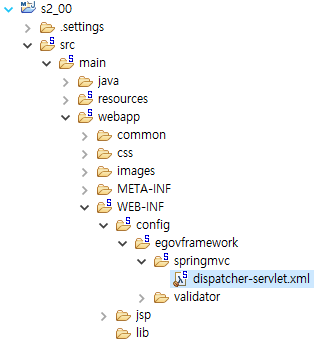 s2_00
.settings
src
main
java
resources
webapp
common
css
images
META-INF
WEB-INF
config
egovframework
springmvc
dispatcher-servlet.xml
validator
jsp
lib